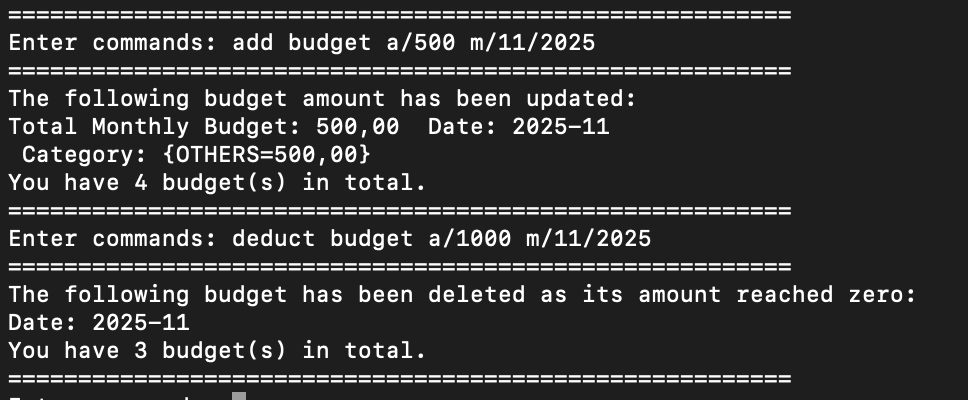 ========================================================
Enter commands: add budget a/500 m/11/2025
========================================================
The following budget amount has been updated:
Total Monthly Budget: 500,00  Date: 2025-11
 Category: {OTHERS=500,00}
You have 4 budget(s) in total.
========================================================
Enter commands: deduct budget a/1000 m/11/2025
========================================================
The following budget has been deleted as its amount reached zero:
Date: 2025-11
You have 3 budget(s) in total.
========================================================